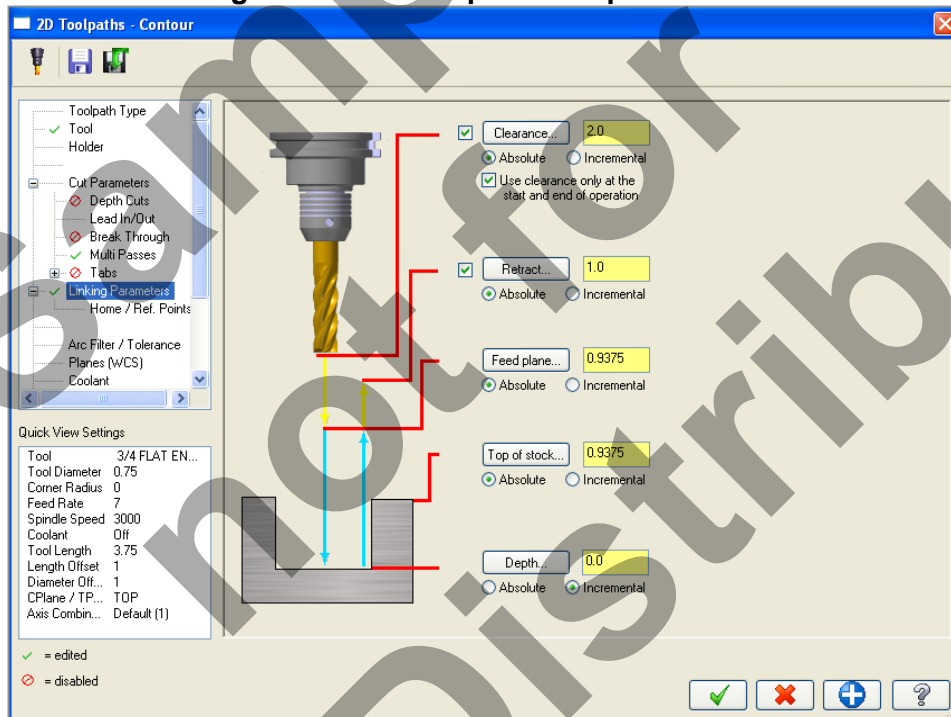 2D Toolpaths - Contour
Toolpath Type
Tool
Holder
Cut Parameters
Depth Cuts
Lead In/Out
Break Through
Multi Passes
Tabs
Linking Parameters
Home / Ref. Points
Arc Filter / Tolerance
Planes (WCS)
Coolant
Quick View Settings
Tool 3/4 FLAT EN...
Tool Diameter 0.75
Corner Radius 0
Feed Rate 7
Spindle Speed 3000
Coolant Off
Tool Length 3.75
Length Offset 1
Diameter Off... 1
CPlane / TP... TOP
Axis Combin... Default (1)
= edited
= disabled
Clearance... 2.0
Absolute Incremental
Use clearance only at the
start and end of operation
Retract... 1.0
Absolute Incremental
Feed plane... 0.9375
Absolute Incremental
Top of stock... 0.9375
Absolute Incremental
Depth... 0.0
Absolute Incremental
not for